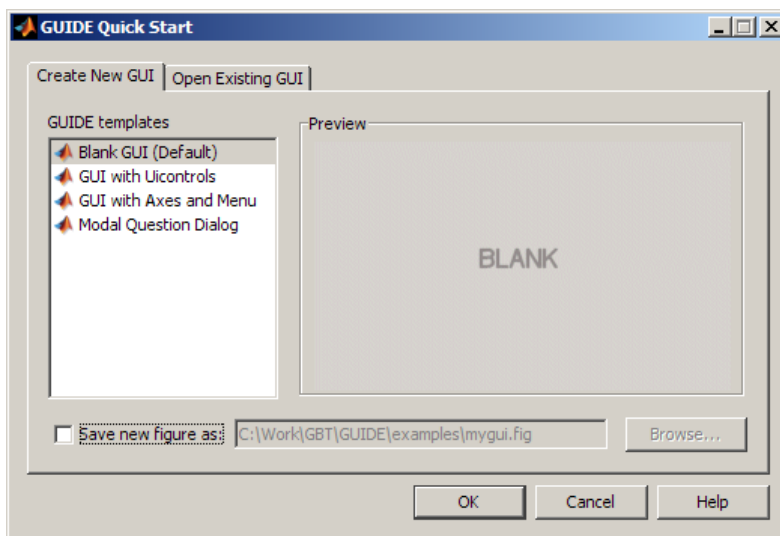 GUIDE Quick Start
Create New GUI
Open Existing GUI
GUIDE templates
Blank GUI (Default)
GUI with Uicontrols
GUI with Axes and Menu
Modal Question Dialog
Preview
BLANK
Save new figure as:
C:\Work\GBT\GUIDE\examples\mygui.fig
Browse...
OK
Cancel
Help